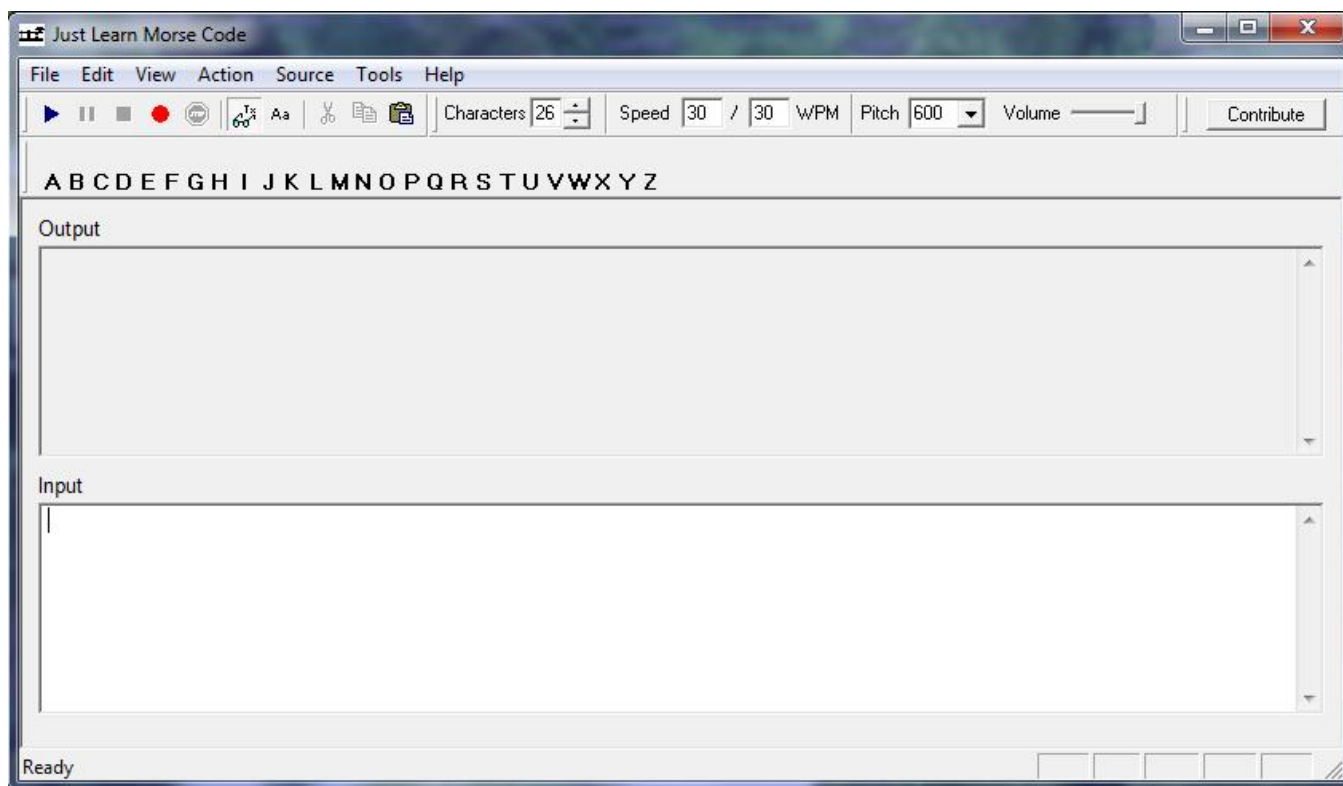 Just Learn Morse Code
File Edit View Action Source Tools Help
Tx Aa Characters 26 Speed 30 / 30 WPM Pitch 600 Volume Contribute
A B C D E F G H I J K L M N O P Q R S T U V W X Y Z
Output
Input
Ready